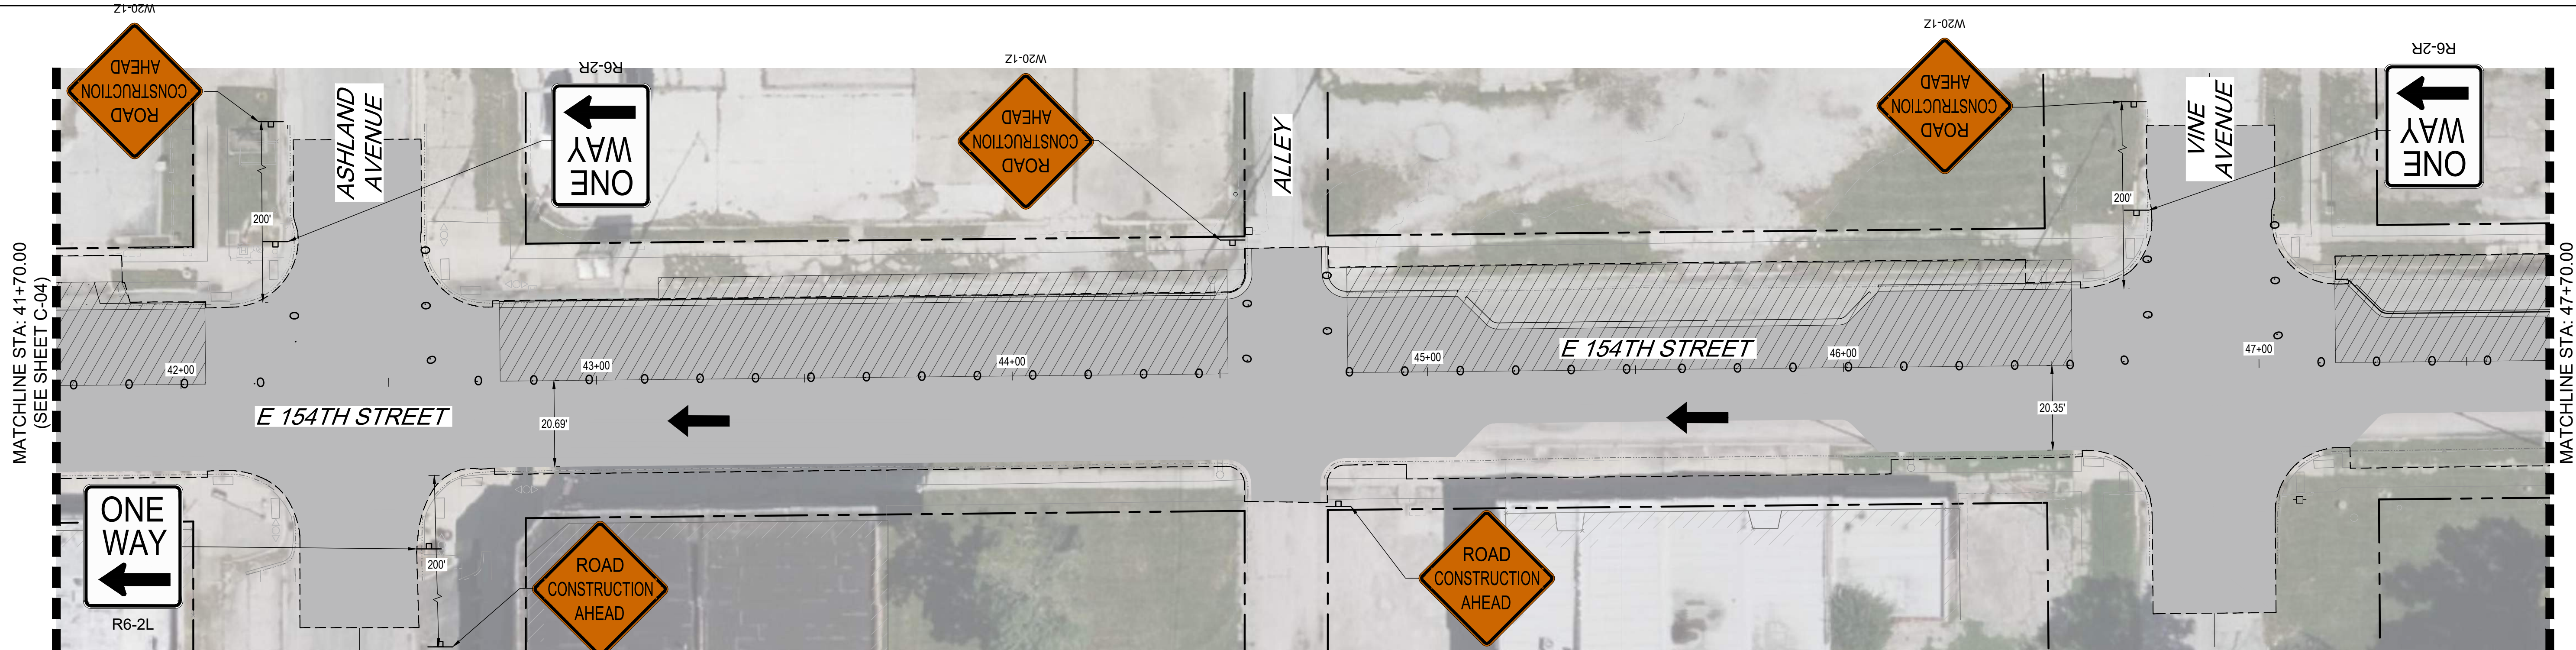 W20-1Z
ROAD
CONSTRUCTION
AHEAD
ASHLAND
AVENUE
R6-2R
ONE
WAY
W20-1Z
ROAD
CONSTRUCTION
AHEAD
ALLEY
W20-1Z
ROAD
CONSTRUCTION
AHEAD
VINE
AVENUE
R6-2R
ONE
WAY
200'
200'
MATCHLINE STA: 41+70.00
(SEE SHEET C-04)
MATCHLINE STA: 47+70.00
42+00
43+00
44+00
45+00
E 154TH STREET
46+00
47+00
E 154TH STREET
20.69'
20.35'
ONE
WAY
R6-2L
200'
ROAD
CONSTRUCTION
AHEAD
ROAD
CONSTRUCTION
AHEAD